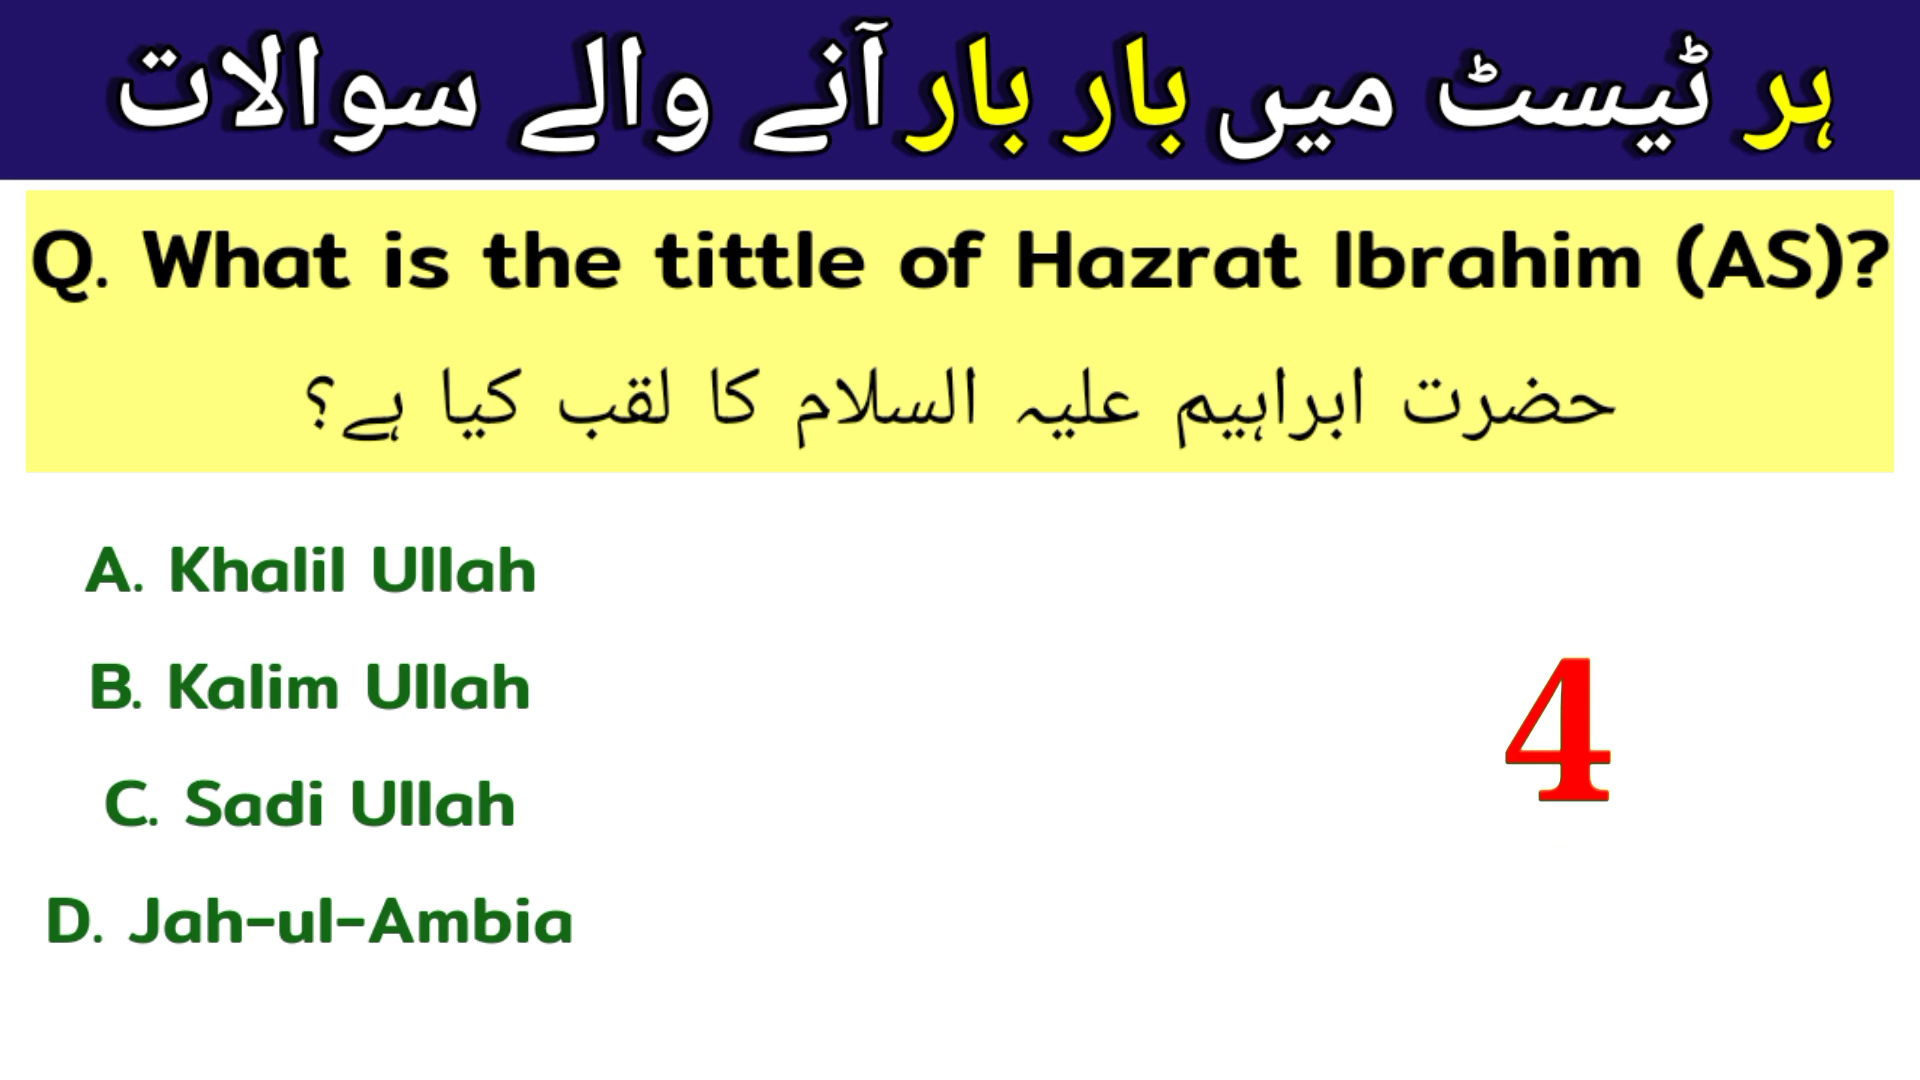 ہر ٹیسٹ میں بار بار آنے والے سوالات
Q. What is the tittle of Hazrat Ibrahim (AS)?
حضرت ابراہیم علیہ السلام کا لقب کیا ہے؟
A. Khalil Ullah
B. Kalim Ullah
C. Sadi Ullah
D. Jah-ul-Ambia
4